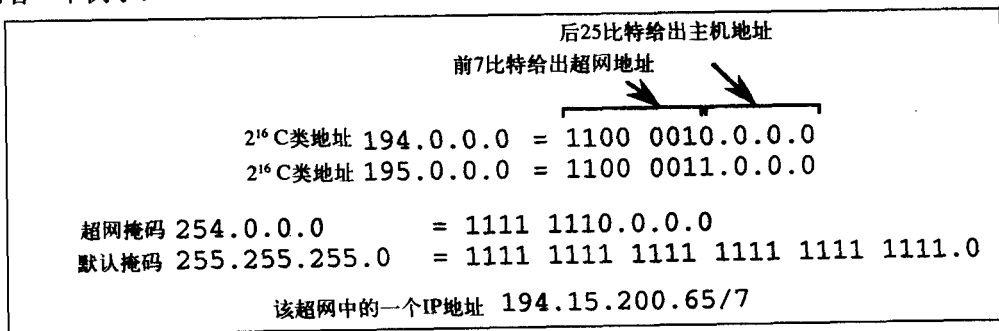 后25比特给出主机地址
前7比特给出超网地址
2¹⁶ C类地址 194.0.0.0 = 1100 0010.0.0.0
2¹⁶ C类地址 195.0.0.0 = 1100 0011.0.0.0
超网掩码 254.0.0.0 = 1111 1110.0.0.0
默认掩码 255.255.255.0 = 1111 1111 1111 1111 1111 1111.0
该超网中的一个IP地址 194.15.200.65/7